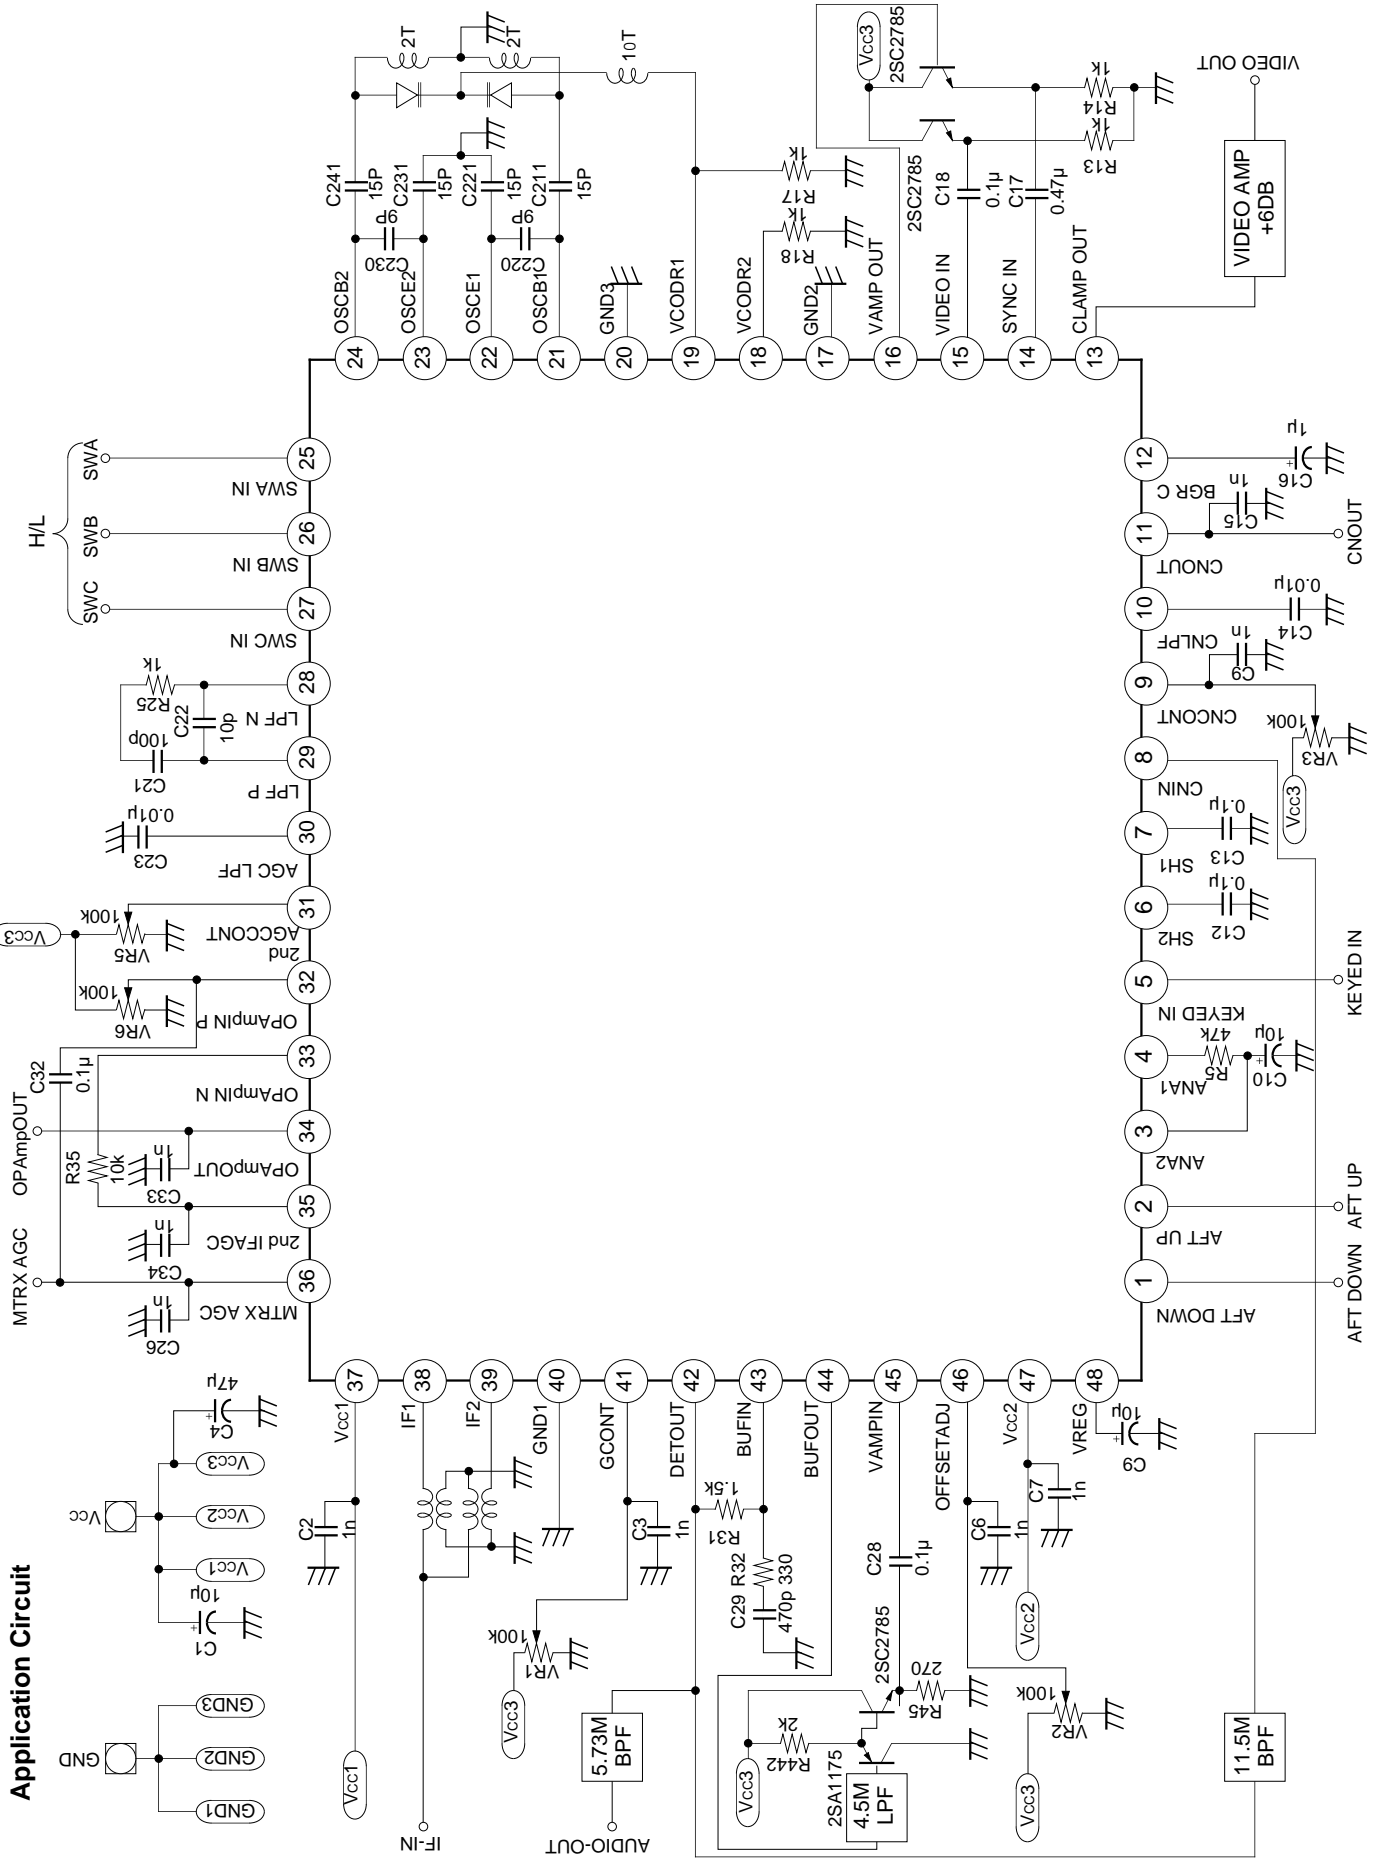 Application Circuit
GND
GND1
GND2
GND3
Vcc
Vcc1
Vcc2
Vcc3
C1
10µ
C4
47µ
MTRX AGC
OPAmpOUT
C26
1n
C34
1n
C33
1n
R35
10k
C32
0.1µ
VR6
100k
VR5
100k
Vcc3
C23
0.01µ
C21
100p
C22
10p
R25
1k
H/L
SWC
SWB
SWA
36
MTRX AGC
35
2nd IFAGC
34
OPAmpOUT
33
OPAmpIN N
32
OPAmpIN P
31
2nd
AGCCONT
30
AGC LPF
29
LPF P
28
LPF N
27
SWC IN
26
SWB IN
25
SWA IN
24
OSCB2
23
OSCE2
22
OSCE1
21
OSCB1
20
GND3
19
VCODR1
18
VCODR2
17
GND2
16
VAMP OUT
15
VIDEO IN
14
SYNC IN
13
CLAMP OUT
C241
15P
C231
15P
C221
15P
C211
15P
C230
9P
C220
9P
2T
2T
10T
R17
1k
R18
1k
Vcc3
2SC2785
2SC2785
C18
0.1µ
C17
0.47µ
R14
1k
R13
1k
VIDEO AMP
+6DB
VIDEO OUT
12
BGR C
11
CNOUT
10
CNLPF
9
CNCONT
8
CNIN
7
SH1
6
SH2
5
KEYED IN
4
ANA1
3
ANA2
2
AFT UP
1
AFT DOWN
C16
1µ
C15
1n
CNOUT
C14
0.01µ
C9
1n
VR3
100k
Vcc3
C13
0.1µ
C12
0.1µ
KEYED IN
R5
47k
C10
10µ
AFT UP
AFT DOWN
37
Vcc1
38
IF1
39
IF2
40
GND1
41
GCONT
42
DETOUT
43
BUFIN
44
BUFOUT
45
VAMPIN
46
OFFSETADJ
47
Vcc2
48
VREG
C2
1n
Vcc1
IF-IN
C3
1n
VR1
100k
Vcc3
5.73M
BPF
AUDIO-OUT
R31
1.5k
C29 R32
470p 330
C28
0.1µ
2SC2785
R45
270
R442
2k
Vcc3
2SA1175
4.5M
LPF
C6
1n
VR2
100k
Vcc3
C7
1n
Vcc2
C9
10µ
11.5M
BPF